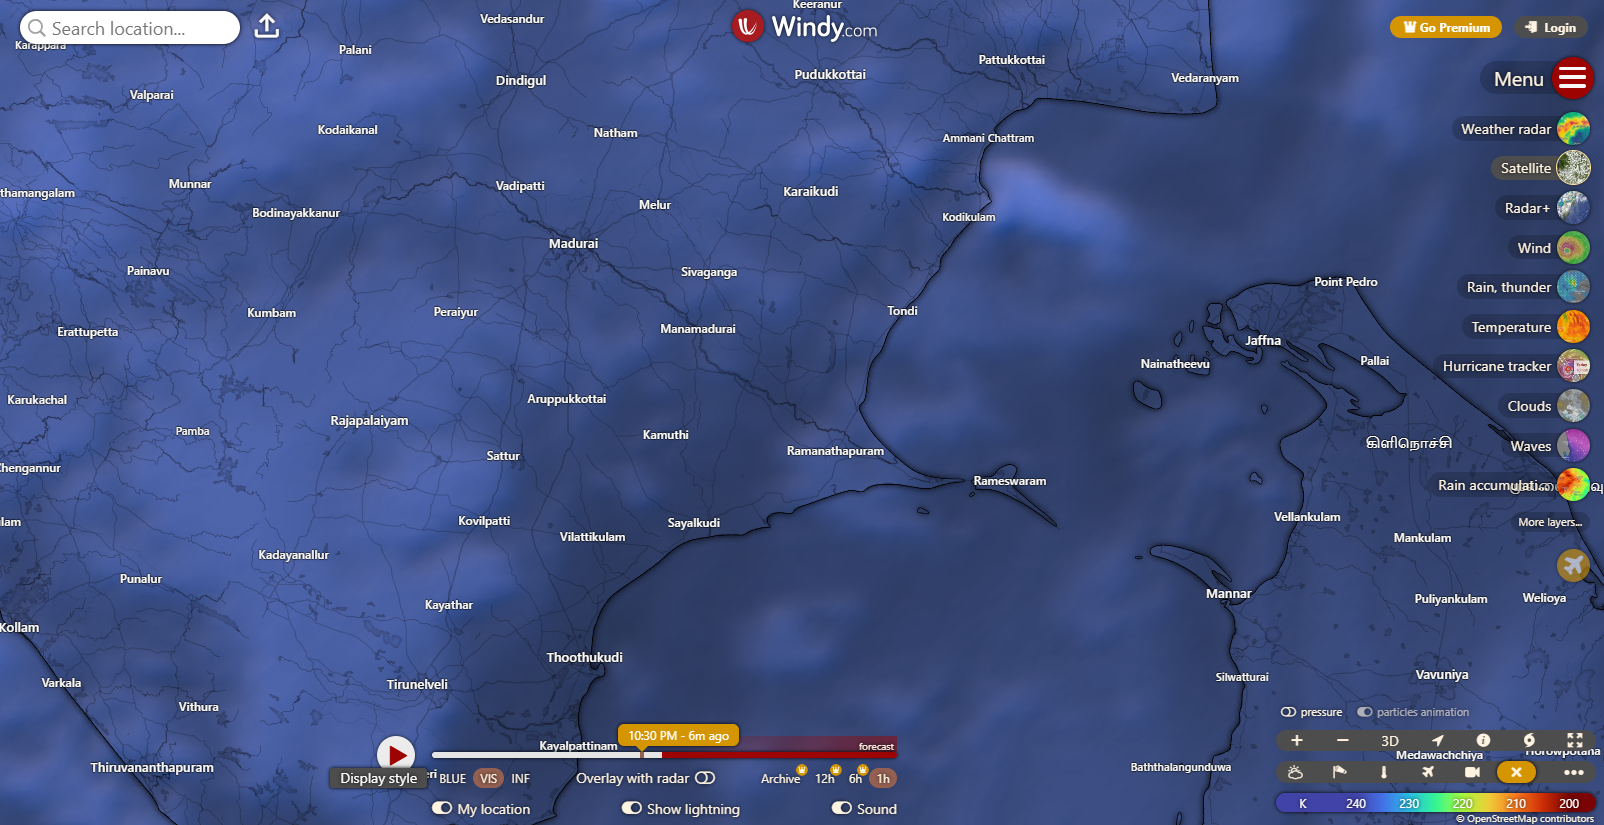 Search location...
Windy.com
Go Premium
Login
Menu
Weather radar
Satellite
Radar+
Wind
Rain, thunder
Temperature
Hurricane tracker
Clouds
Waves
Rain accumulati...
More layers...
Keeranur
Vedasandur
Karappara
Palani
Pattukkottai
Pudukkottai
Vedaranyam
Dindigul
Valparai
Kodaikanal
Natham
Ammani Chattram
Munnar
Vadipatti
Karaikudi
thamangalam
Melur
Bodinayakkanur
Kodikulam
Madurai
Painavu
Sivaganga
Point Pedro
Kumbam
Peraiyur
Tondi
Erattupetta
Manamadurai
Jaffna
Nainatheevu
Pallai
Karukachal
Aruppukkottai
Rajapalaiyam
Pamba
Kamuthi
கிளிநொச்சி
Ramanathapuram
Sattur
Chengannur
Rameswaram
Vellankulam
lam
Kovilpatti
Sayalkudi
Vilattikulam
Mankulam
Kadayanallur
Punalur
Mannar
Puliyankulam
Welioya
Kayathar
Kollam
Thoothukudi
Vavuniya
Silwatturai
Varkala
Tirunelveli
Vithura
Kayalpattinam
Medawachchiya
Horowpotana
Thiruvananthapuram
Baththalangunduwa
eri
10:30 PM - 6m ago
forecast
Display style
BLUE VIS INF
Overlay with radar
Archive 12h 6h 1h
My location
Show lightning
Sound
pressure
particles animation
+ − 3D
K 240 230 220 210 200
© OpenStreetMap contributors